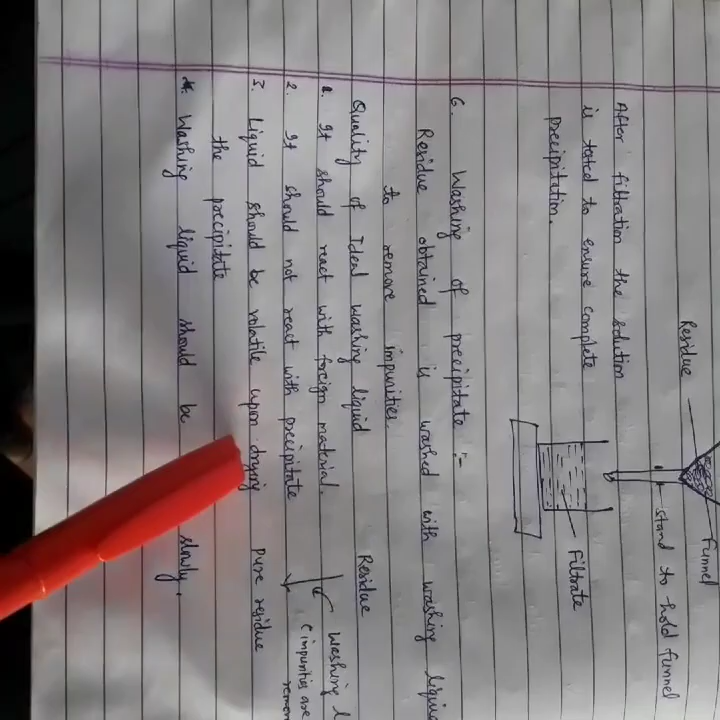 Funnel
Residue
stand to hold funnel
After filtration the solution
is tated to ensure complete
precipitation.
Filtrate
6. Washing of precipitate :-
Residue obtained is washed with washing
to remove impurities.
Quality of Ideal washing liquid
1. It should react with foreign material.
2. It should not react with precipitate
3. Liquid should be volatile upon drying
the precipitate
4. Washing liquid should be slowly.
Residue
Washing
(impurities are
pure residue